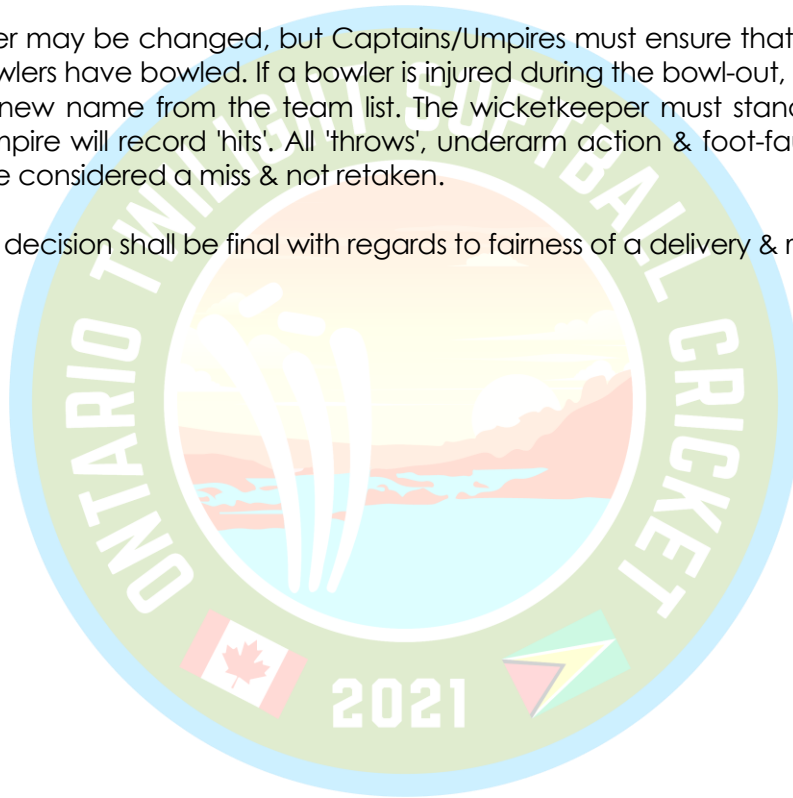 er may be changed, but Captains/Umpires must ensure that
wlers have bowled. If a bowler is injured during the bowl-out,
new name from the team list. The wicketkeeper must stand
mpire will record 'hits'. All 'throws', underarm action & foot-fau
e considered a miss & not retaken.
decision shall be final with regards to fairness of a delivery &
ONTARIO TWILIGHT SOFTBALL CRICKET
2021